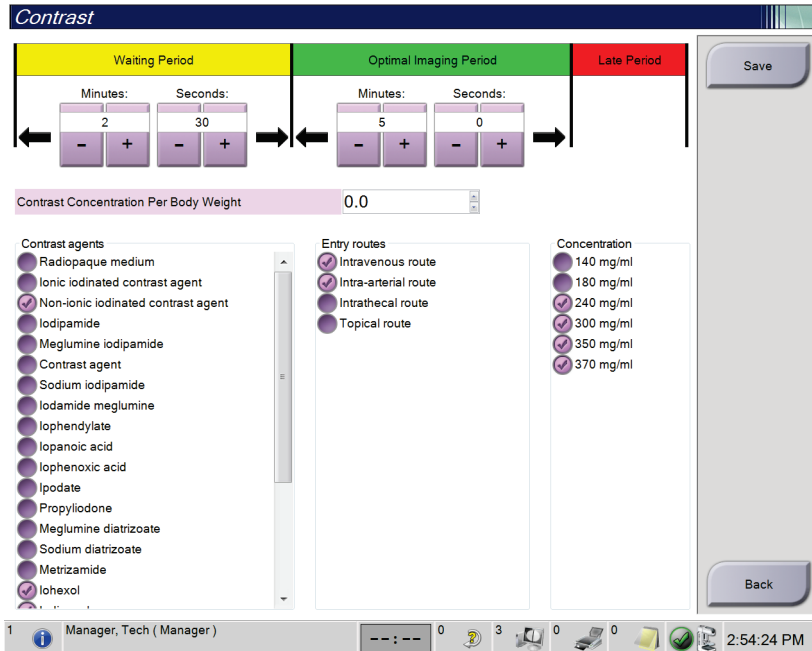 Contrast
Waiting Period
Optimal Imaging Period
Late Period
Save
Minutes: Seconds:
Minutes: Seconds:
2 30
5 0
- + - +
- + - +
Contrast Concentration Per Body Weight 0.0
Contrast agents
Radiopaque medium
Ionic iodinated contrast agent
Non-ionic iodinated contrast agent
Iodipamide
Meglumine iodipamide
Contrast agent
Sodium iodipamide
Iodamide meglumine
Iophendylate
Iopanoic acid
Iophenoxic acid
Ipodate
Propyliodone
Meglumine diatrizoate
Sodium diatrizoate
Metrizamide
Iohexol
Entry routes
Intravenous route
Intra-arterial route
Intrathecal route
Topical route
Concentration
140 mg/ml
180 mg/ml
240 mg/ml
300 mg/ml
350 mg/ml
370 mg/ml
Back
1 Manager, Tech ( Manager ) --:-- 0 3 0 0 2:54:24 PM